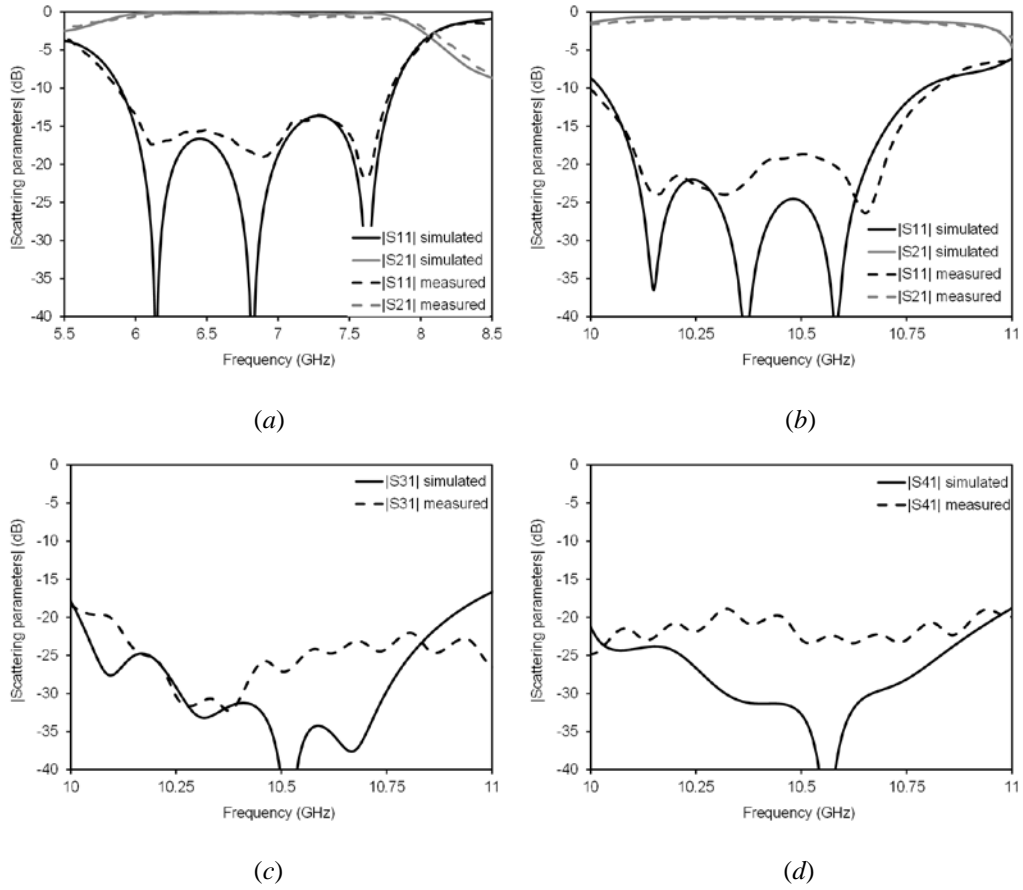 0
-5
-10
-15
-20
-25
-30
-35
-40
|Scattering parameters| (dB)
|S11| simulated
|S21| simulated
|S11| measured
|S21| measured
5.5 6 6.5 7 7.5 8 8.5
Frequency (GHz)
(a)
0
-5
-10
-15
-20
-25
-30
-35
-40
|Scattering parameters| (dB)
|S11| simulated
|S21| simulated
|S11| measured
|S21| measured
10 10.25 10.5 10.75 11
Frequency (GHz)
(b)
0
-5
-10
-15
-20
-25
-30
-35
-40
|Scattering parameters| (dB)
|S31| simulated
|S31| measured
10 10.25 10.5 10.75 11
Frequency (GHz)
(c)
0
-5
-10
-15
-20
-25
-30
-35
-40
|Scattering parameters| (dB)
|S41| simulated
|S41| measured
10 10.25 10.5 10.75 11
Frequency (GHz)
(d)